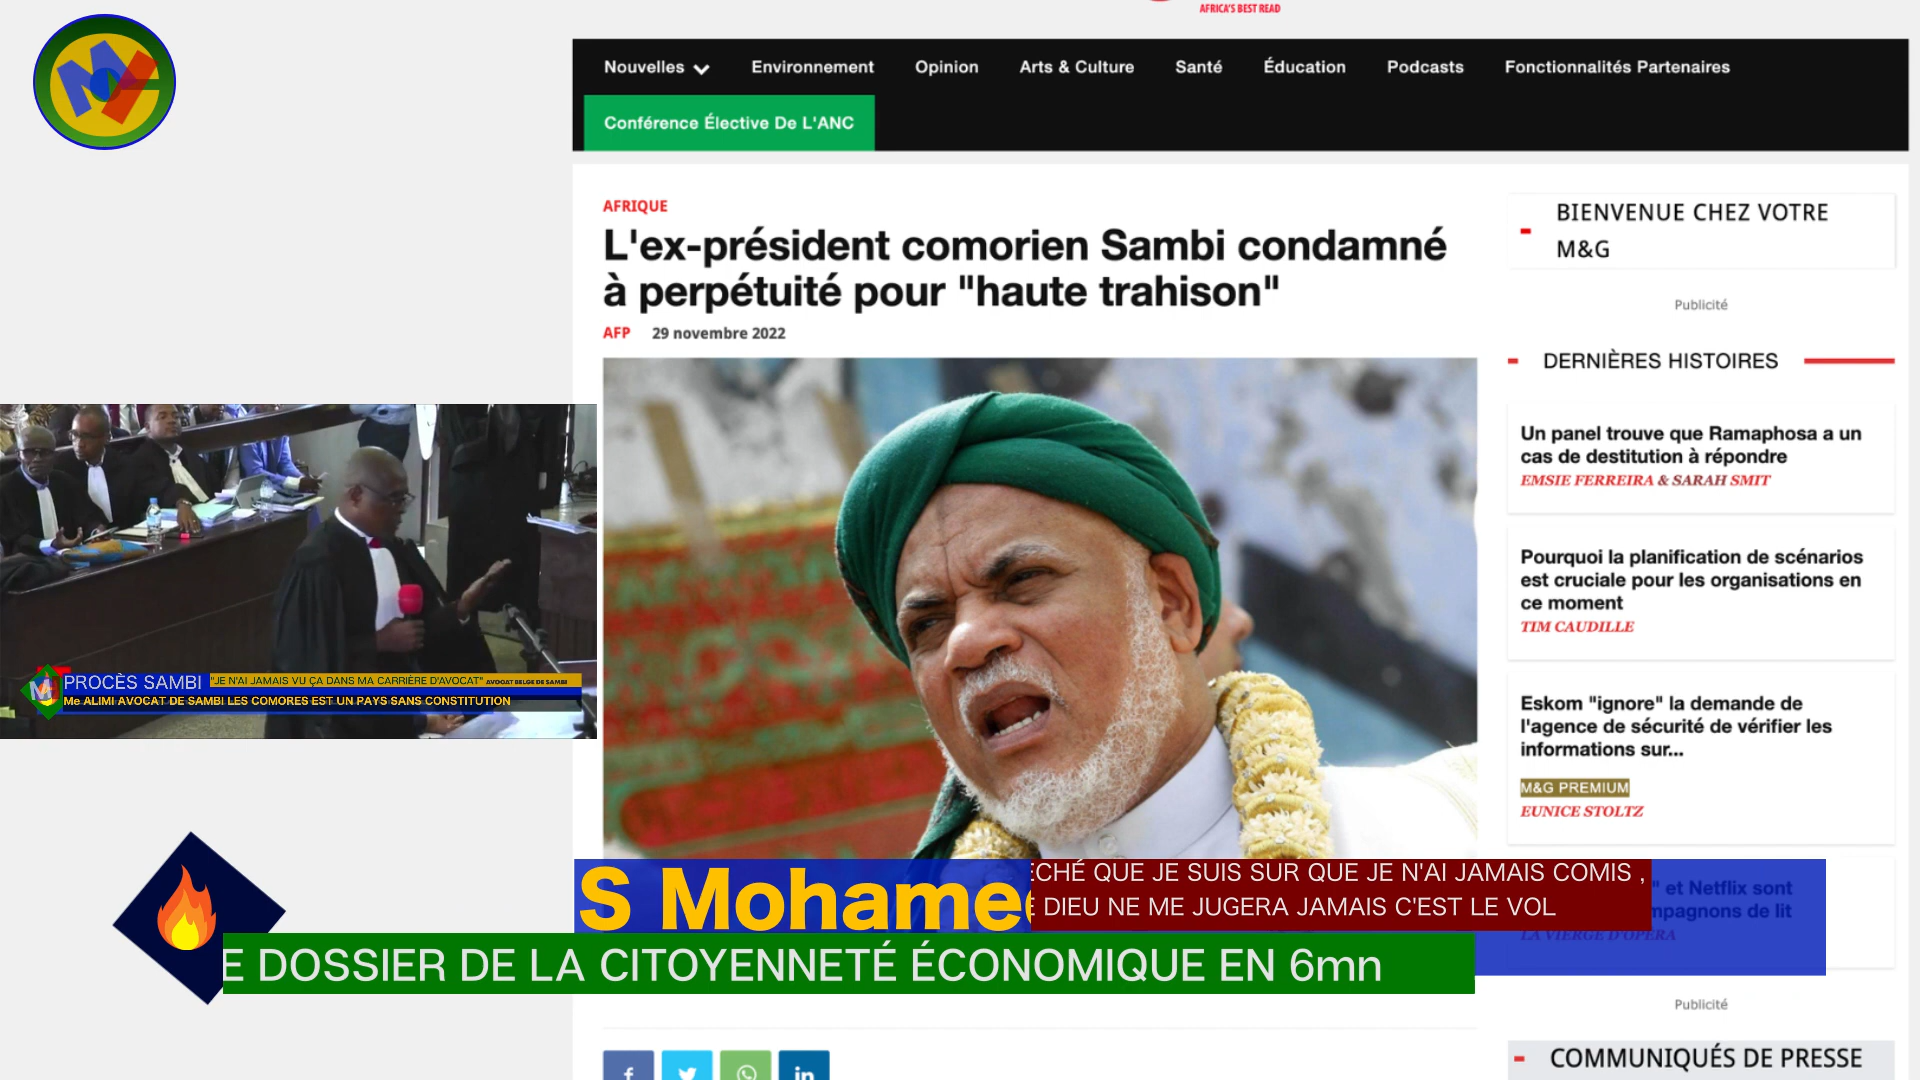 AFRICA'S BEST READ
Nouvelles Environnement Opinion Arts & Culture Santé Éducation Podcasts Fonctionnalités Partenaires
Conférence Élective De L'ANC
AFRIQUE
L'ex-président comorien Sambi condamné
à perpétuité pour "haute trahison"
AFP 29 novembre 2022
BIENVENUE CHEZ VOTRE
M&G
Publicité
DERNIÈRES HISTOIRES
Un panel trouve que Ramaphosa a un
cas de destitution à répondre
EMSIE FERREIRA & SARAH SMIT
Pourquoi la planification de scénarios
est cruciale pour les organisations en
ce moment
TIM CAUDILLE
Eskom "ignore" la demande de
l'agence de sécurité de vérifier les
informations sur...
M&G PREMIUM
EUNICE STOLTZ
" et Netflix sont
mpagnons de lit
LA VIERGE D'OPÉRA
Publicité
COMMUNIQUÉS DE PRESSE
PROCÈS SAMBI "JE N'AI JAMAIS VU ÇA DANS MA CARRIÈRE D'AVOCAT" AVOCAT BELGE DE SAMBI
Me ALIMI AVOCAT DE SAMBI LES COMORES EST UN PAYS SANS CONSTITUTION
S Mohame
ECHÉ QUE JE SUIS SUR QUE JE N'AI JAMAIS COMIS ,
E DIEU NE ME JUGERA JAMAIS C'EST LE VOL
E DOSSIER DE LA CITOYENNETÉ ÉCONOMIQUE EN 6mn